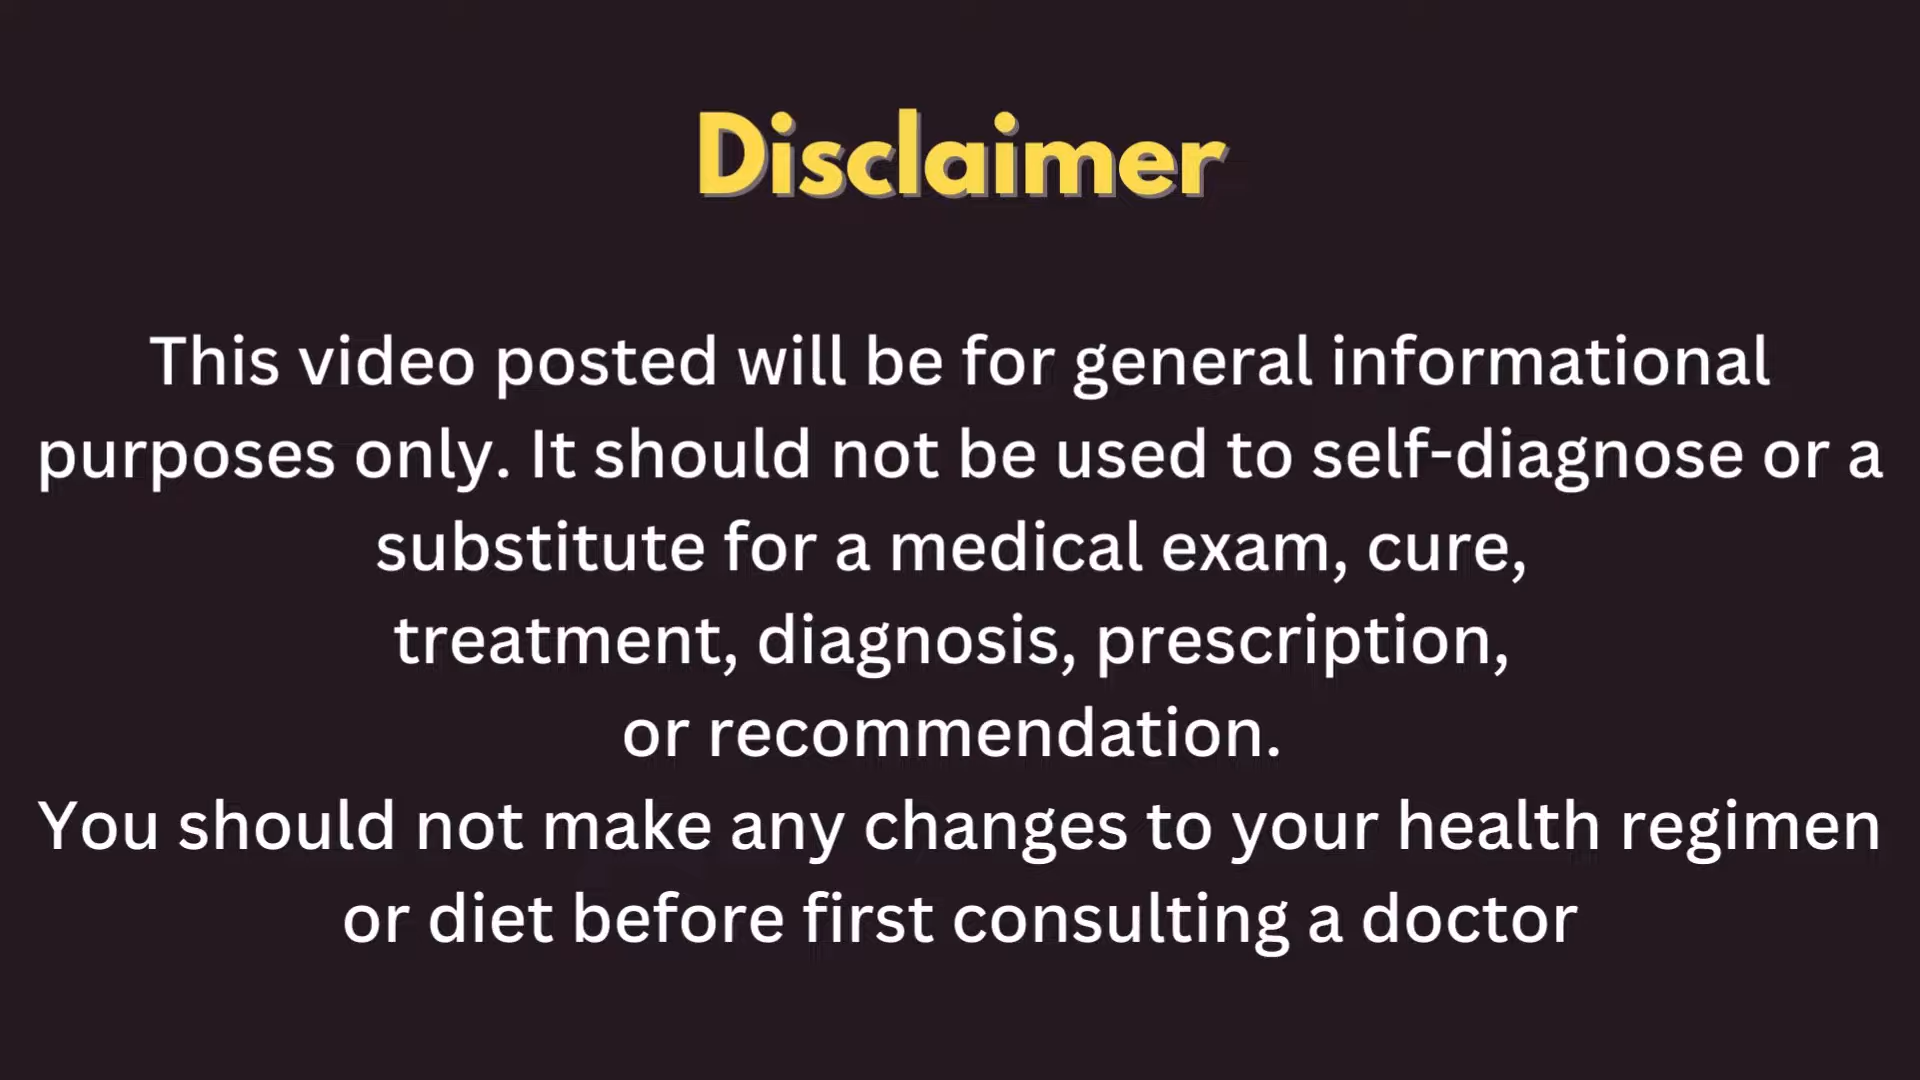 Disclaimer
This video posted will be for general informational
purposes only. It should not be used to self-diagnose or a
substitute for a medical exam, cure,
treatment, diagnosis, prescription,
or recommendation.
You should not make any changes to your health regimen
or diet before first consulting a doctor